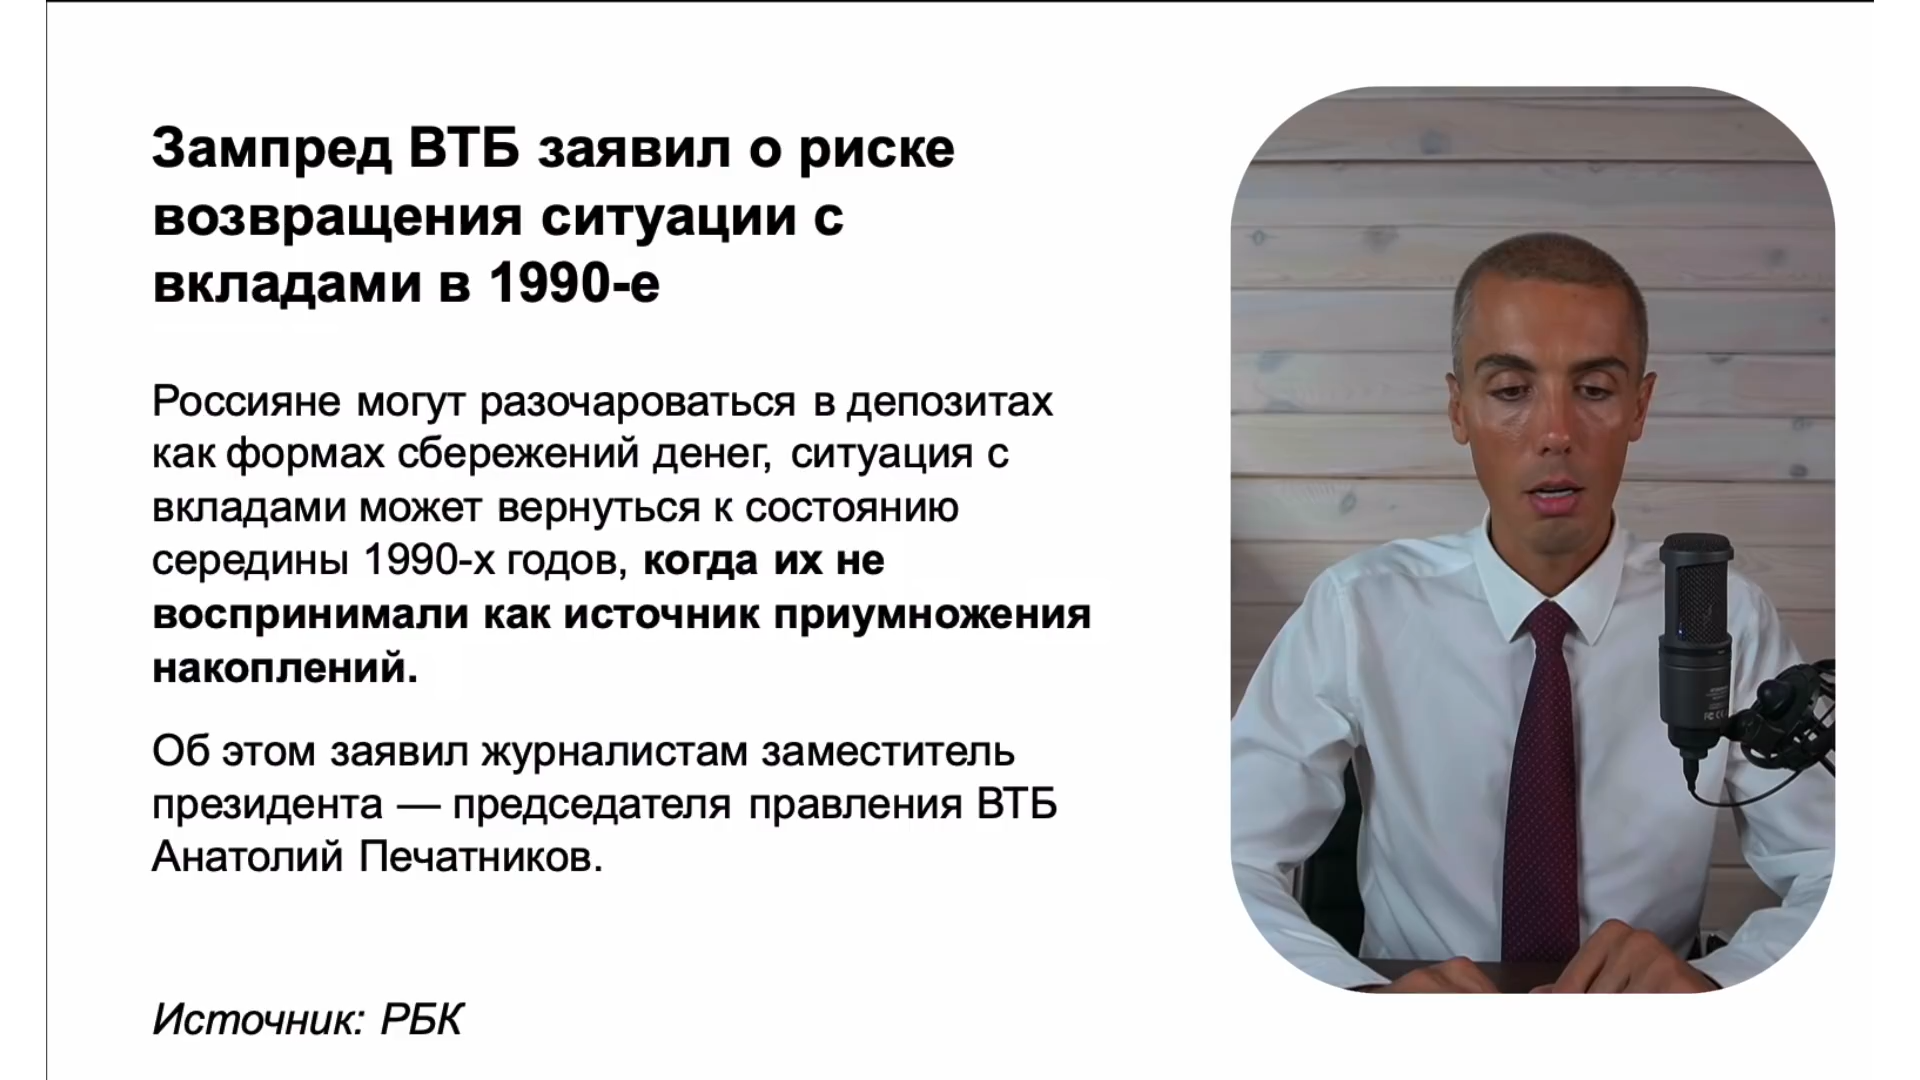 Зампред ВТБ заявил о риске
возвращения ситуации с
вкладами в 1990-е
Россияне могут разочароваться в депозитах
как формах сбережений денег, ситуация с
вкладами может вернуться к состоянию
середины 1990-х годов, когда их не
воспринимали как источник приумножения
накоплений.
Об этом заявил журналистам заместитель
президента — председателя правления ВТБ
Анатолий Печатников.
Источник: РБК